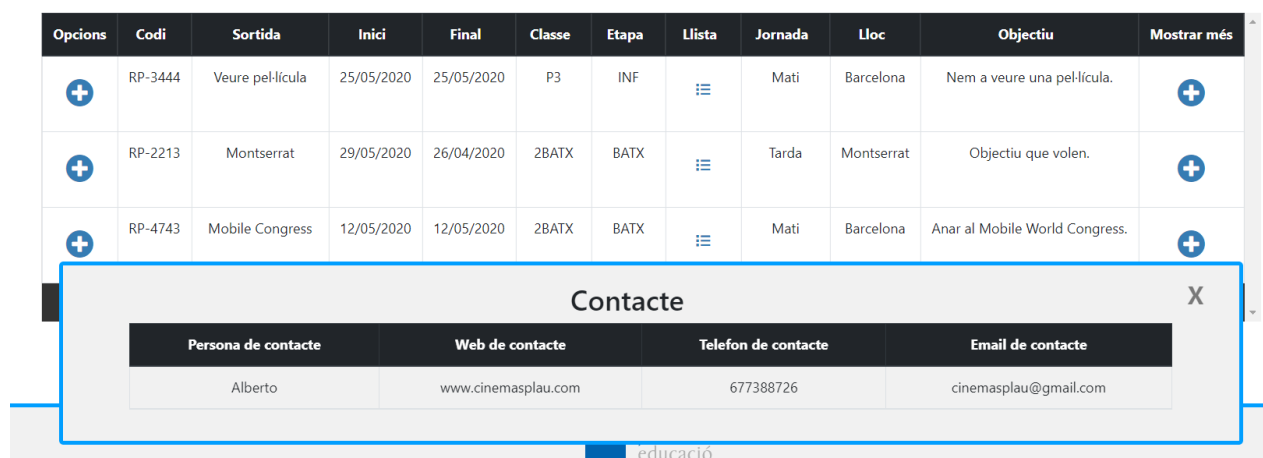 Opcions Codi Sortida Inici Final Classe Etapa Llista Jornada Lloc Objectiu Mostrar més
RP-3444 Veure pel·lícula 25/05/2020 25/05/2020 P3 INF Mati Barcelona Nem a veure una pel·lícula.
RP-2213 Montserrat 29/05/2020 26/04/2020 2BATX BATX Tarda Montserrat Objectiu que volen.
RP-4743 Mobile Congress 12/05/2020 12/05/2020 2BATX BATX Mati Barcelona Anar al Mobile World Congress.
Contacte X
Persona de contacte Web de contacte Telefon de contacte Email de contacte
Alberto www.cinemasplau.com 677388726 cinemasplau@gmail.com
educació